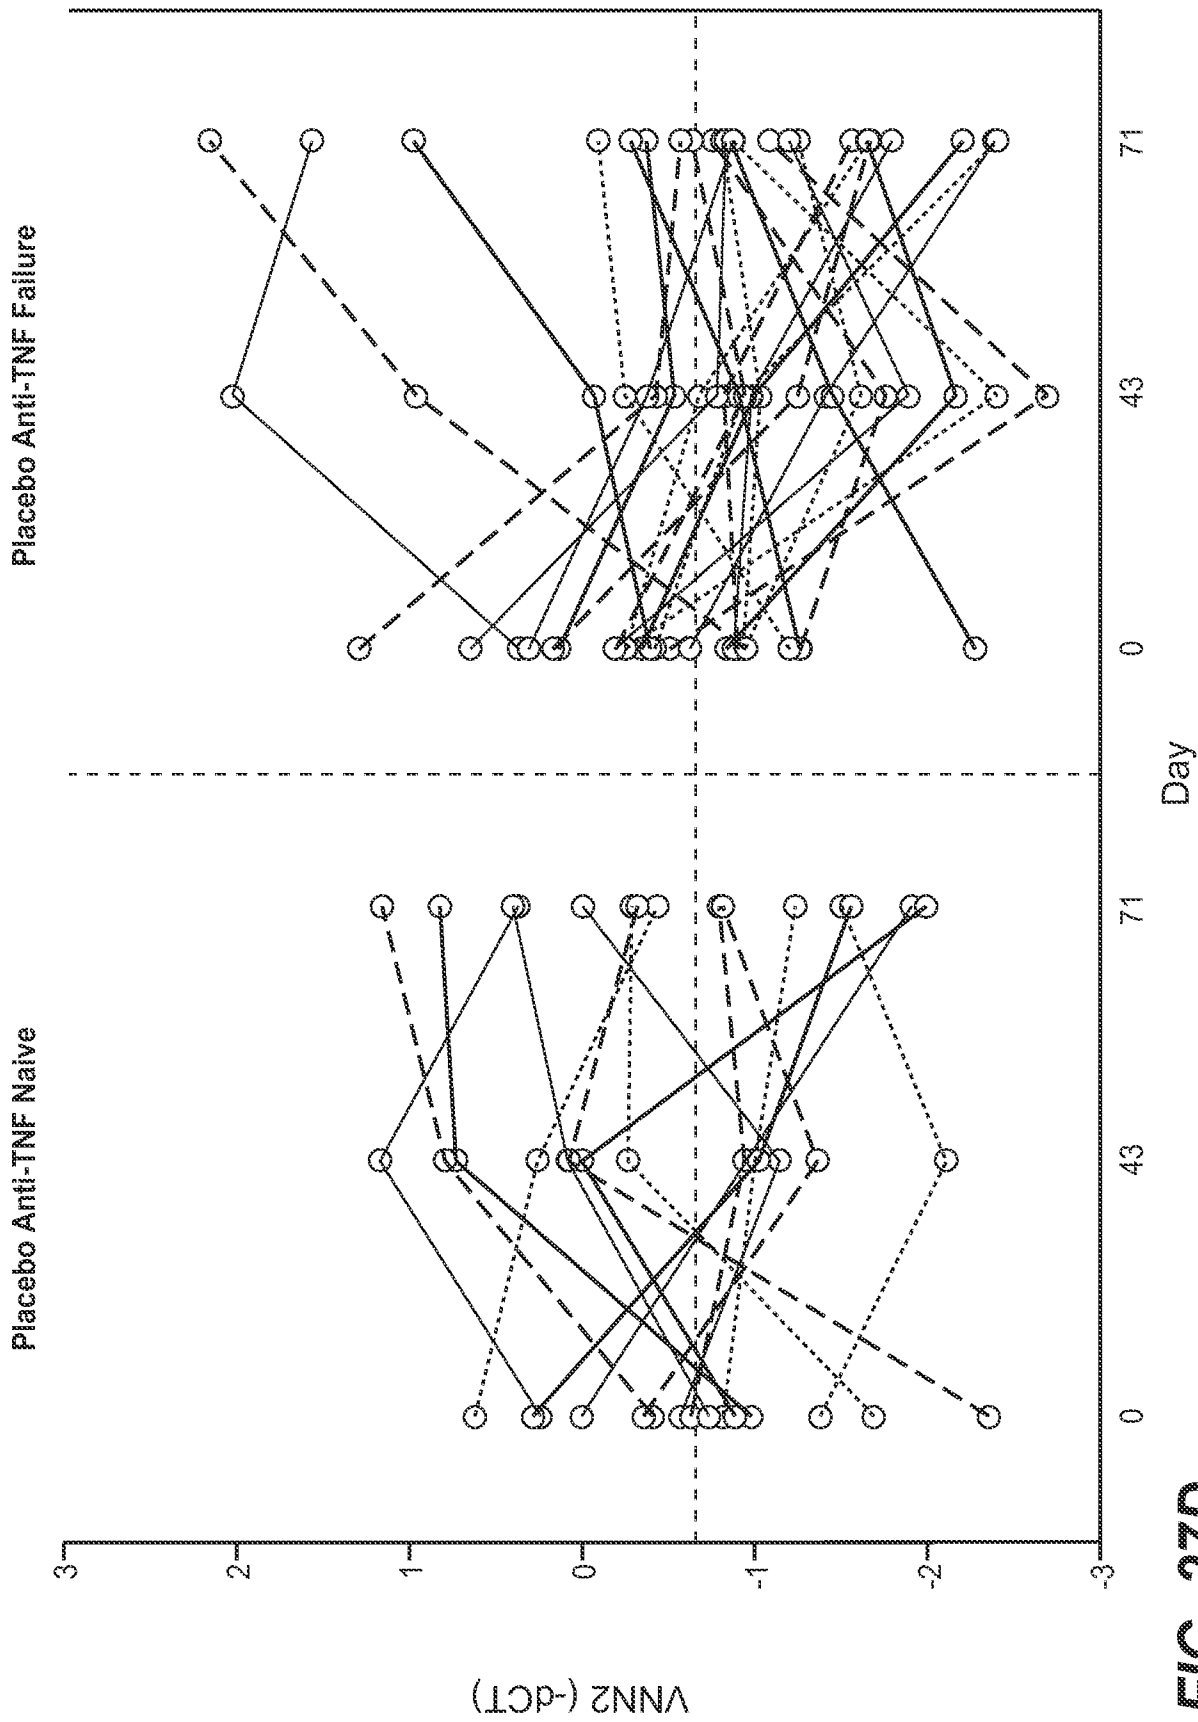 Placebo Anti-TNF Naive
Placebo Anti-TNF Failure
VNN2 (-dCT)
3
2
1
0
-1
-2
-3
0
43
71
0
43
71
Day
FIG. 27D